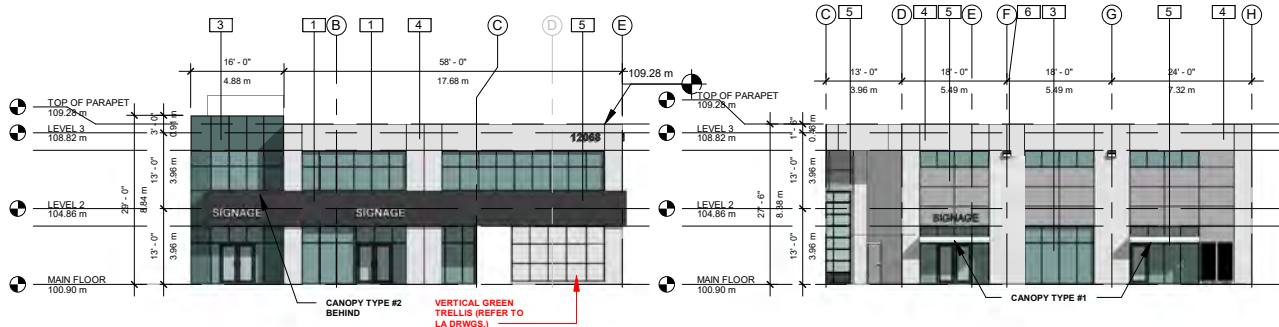 3
1
B
1
4
C
D
5
E
16' - 0"
4.88 m
58' - 0"
17.68 m
109.28 m
TOP OF PARAPET
109.28 m
LEVEL 3
108.82 m
LEVEL 2
104.86 m
MAIN FLOOR
100.90 m
29' - 0"
8.84 m
3' - 0"
0.91 m
13' - 0"
3.96 m
13' - 0"
3.96 m
12068
SIGNAGE
SIGNAGE
CANOPY TYPE #2
BEHIND
VERTICAL GREEN
TRELLIS (REFER TO
LA DRWGS.)
C
5
D
4
5
E
F
6
3
G
5
4
H
13' - 0"
3.96 m
18' - 0"
5.49 m
18' - 0"
5.49 m
24' - 0"
7.32 m
TOP OF PARAPET
109.28 m
LEVEL 3
108.82 m
LEVEL 2
104.86 m
MAIN FLOOR
100.90 m
27' - 6"
8.38 m
1' - 6"
0.46 m
13' - 0"
3.96 m
13' - 0"
3.96 m
SIGNAGE
CANOPY TYPE #1